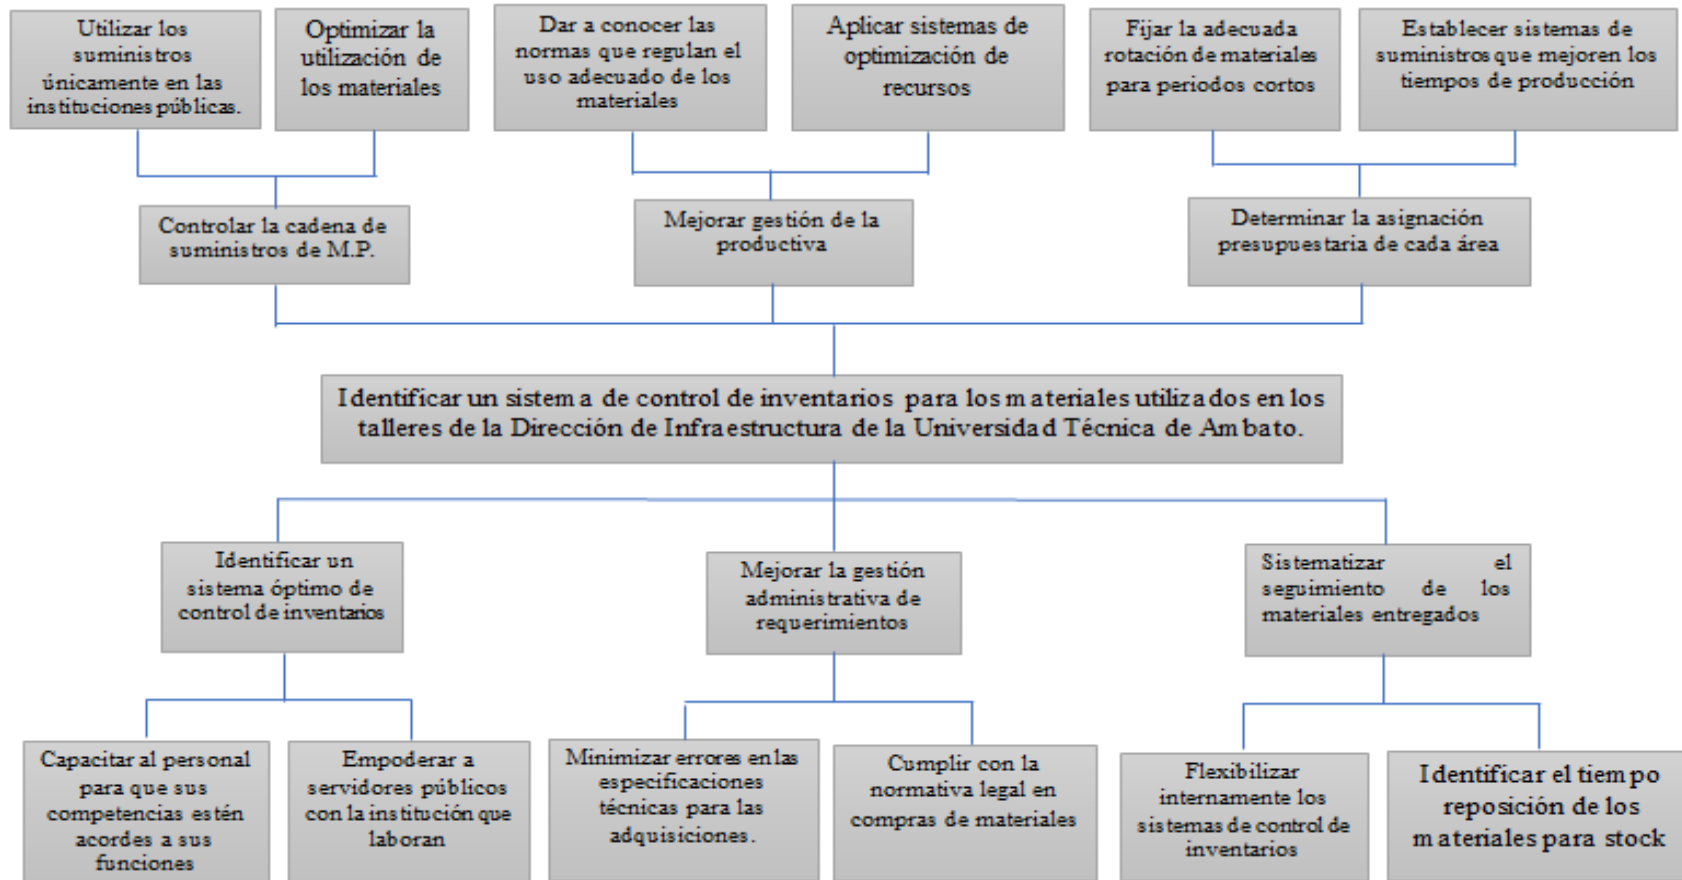 Utilizar los
suministros
únicamente en las
instituciones públicas.
Optimizar la
utilización de
los materiales
Dar a conocer las
normas que regulan el
uso adecuado de los
materiales
Aplicar sistemas de
optimización de
recursos
Fijar la adecuada
rotación de materiales
para periodos cortos
Establecer sistemas de
suministros que mejoren los
tiempos de producción
Controlar la cadena de
suministros de M.P.
Mejorar gestión de la
productiva
Determinar la asignación
presupuestaria de cada área
Identificar un sistema de control de inventarios para los materiales utilizados en los
talleres de la Dirección de Infraestructura de la Universidad Técnica de Ambato.
Identificar un
sistema óptimo de
control de inventarios
Mejorar la gestión
administrativa de
requerimientos
Sistematizar el
seguimiento de los
materiales entregados
Capacitar al personal
para que sus
competencias estén
acordes a sus
funciones
Empoderar a
servidores públicos
con la institución que
laboran
Minimizar errores en las
especificaciones
técnicas para las
adquisiciones.
Cumplir con la
normativa legal en
compras de materiales
Flexibilizar
internamente los
sistemas de control de
inventarios
Identificar el tiempo
reposición de los
materiales para stock